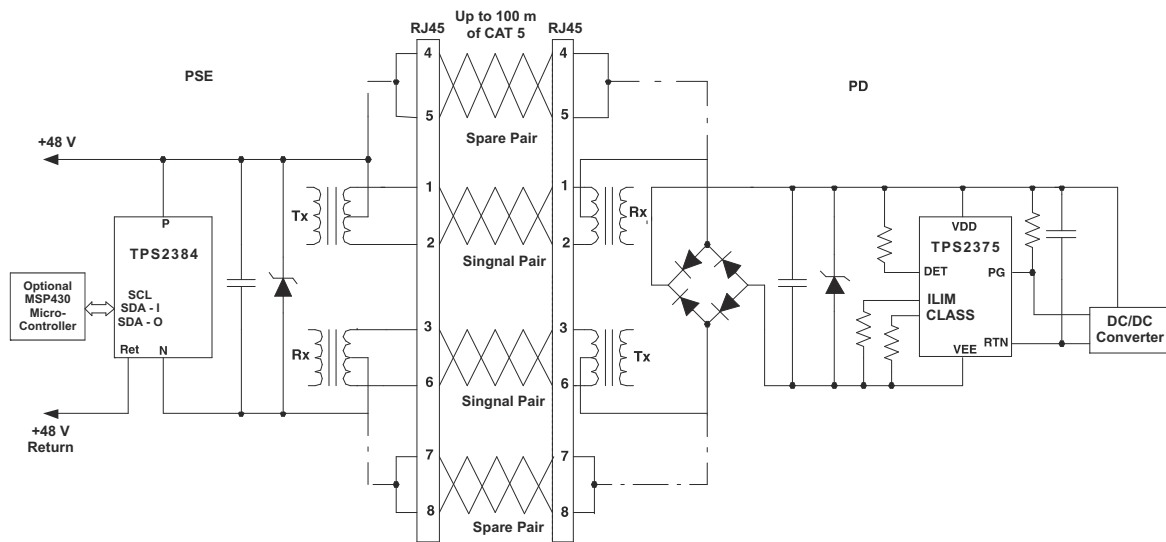 Up to 100 m
of CAT 5
RJ45
RJ45
PSE
PD
4
5
4
5
Spare Pair
+48 V
1
2
1
2
Tx
Rx
Singnal Pair
P
TPS2384
SCL
SDA - I
SDA - O
Ret
N
Optional
MSP430
Micro-
Controller
VDD
TPS2375
DET
PG
ILIM
CLASS
RTN
VEE
DC/DC
Converter
3
6
3
6
Rx
Tx
Singnal Pair
+48 V
Return
7
8
7
8
Spare Pair